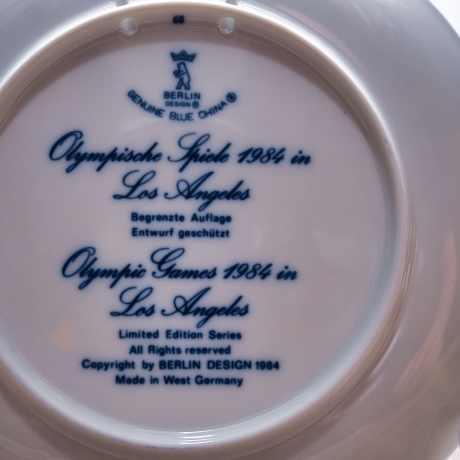 68
BERLIN
DESIGN ®
GENUINE BLUE CHINA ®
Olympische Spiele 1984 in
Los Angeles
Begrenzte Auflage
Entwurf geschützt
Olympic Games 1984 in
Los Angeles
Limited Edition Series
All Rights reserved
Copyright by BERLIN DESIGN 1984
Made in West Germany